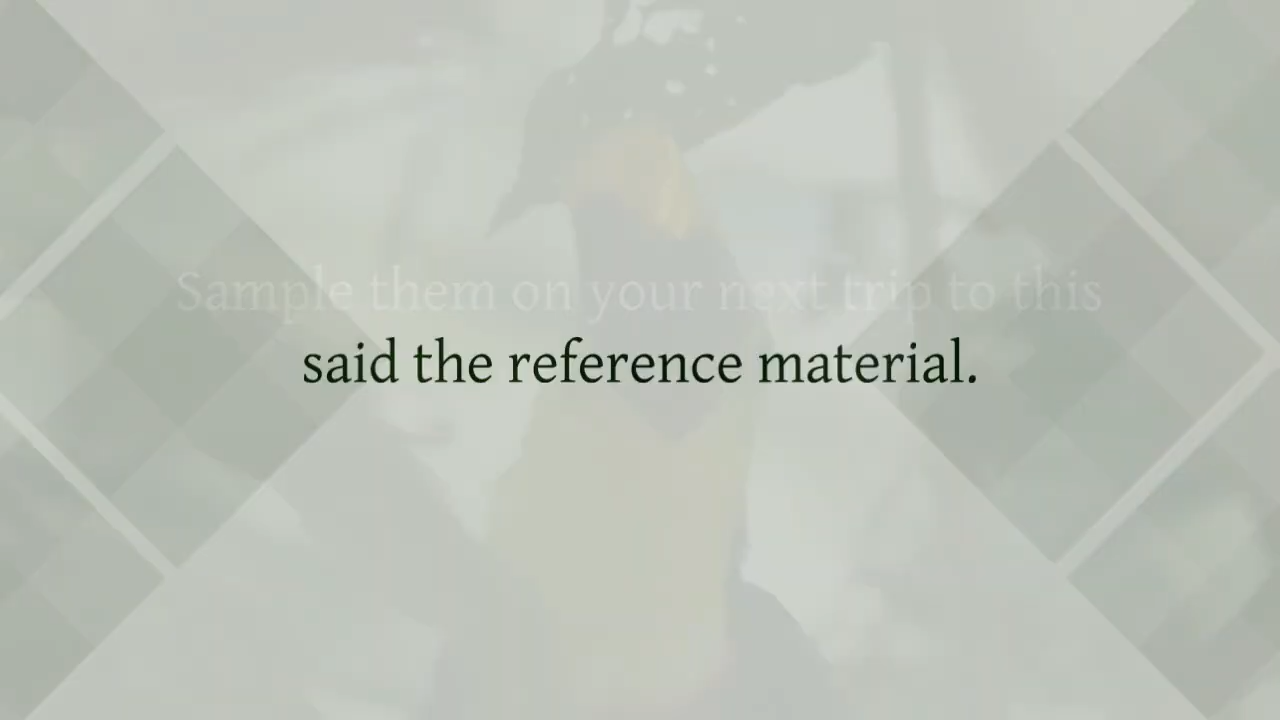 Sample them on your next trip to this
said the reference material.